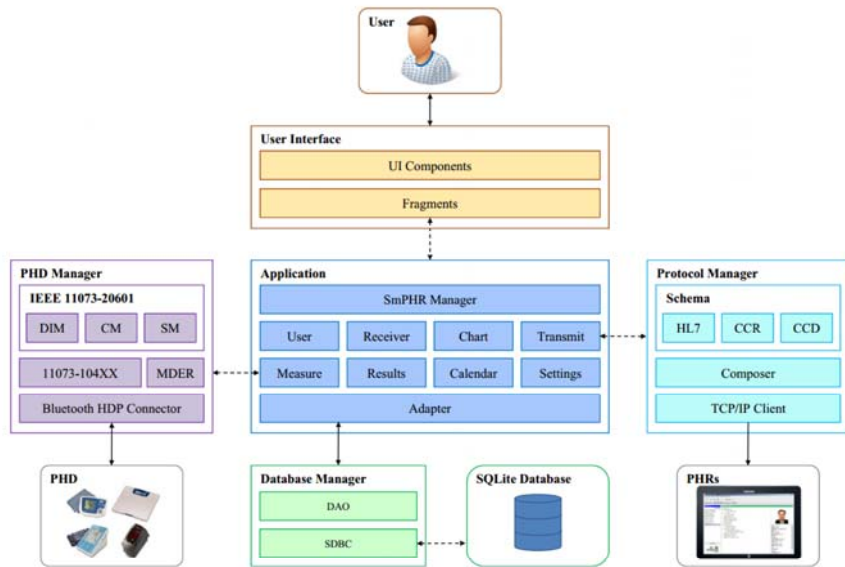 User
User Interface
UI Components
Fragments
PHD Manager
IEEE 11073-20601
DIM
CM
SM
11073-104XX
MDER
Bluetooth HDP Connector
Application
SmPHR Manager
User
Receiver
Chart
Transmit
Measure
Results
Calendar
Settings
Adapter
Protocol Manager
Schema
HL7
CCR
CCD
Composer
TCP/IP Client
PHD
Database Manager
DAO
SDBC
SQLite Database
PHRs